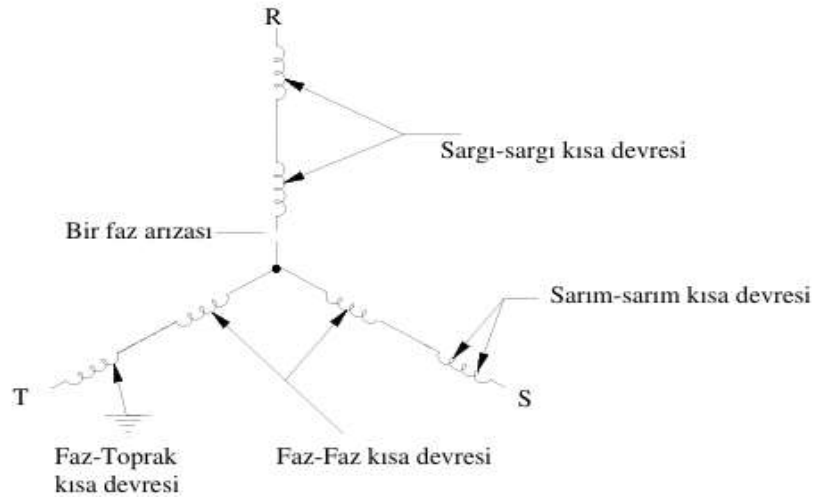 R
Sargı-sargı kısa devresi
Bir faz arızası
Sarım-sarım kısa devresi
T
S
Faz-Toprak
kısa devresi
Faz-Faz kısa devresi